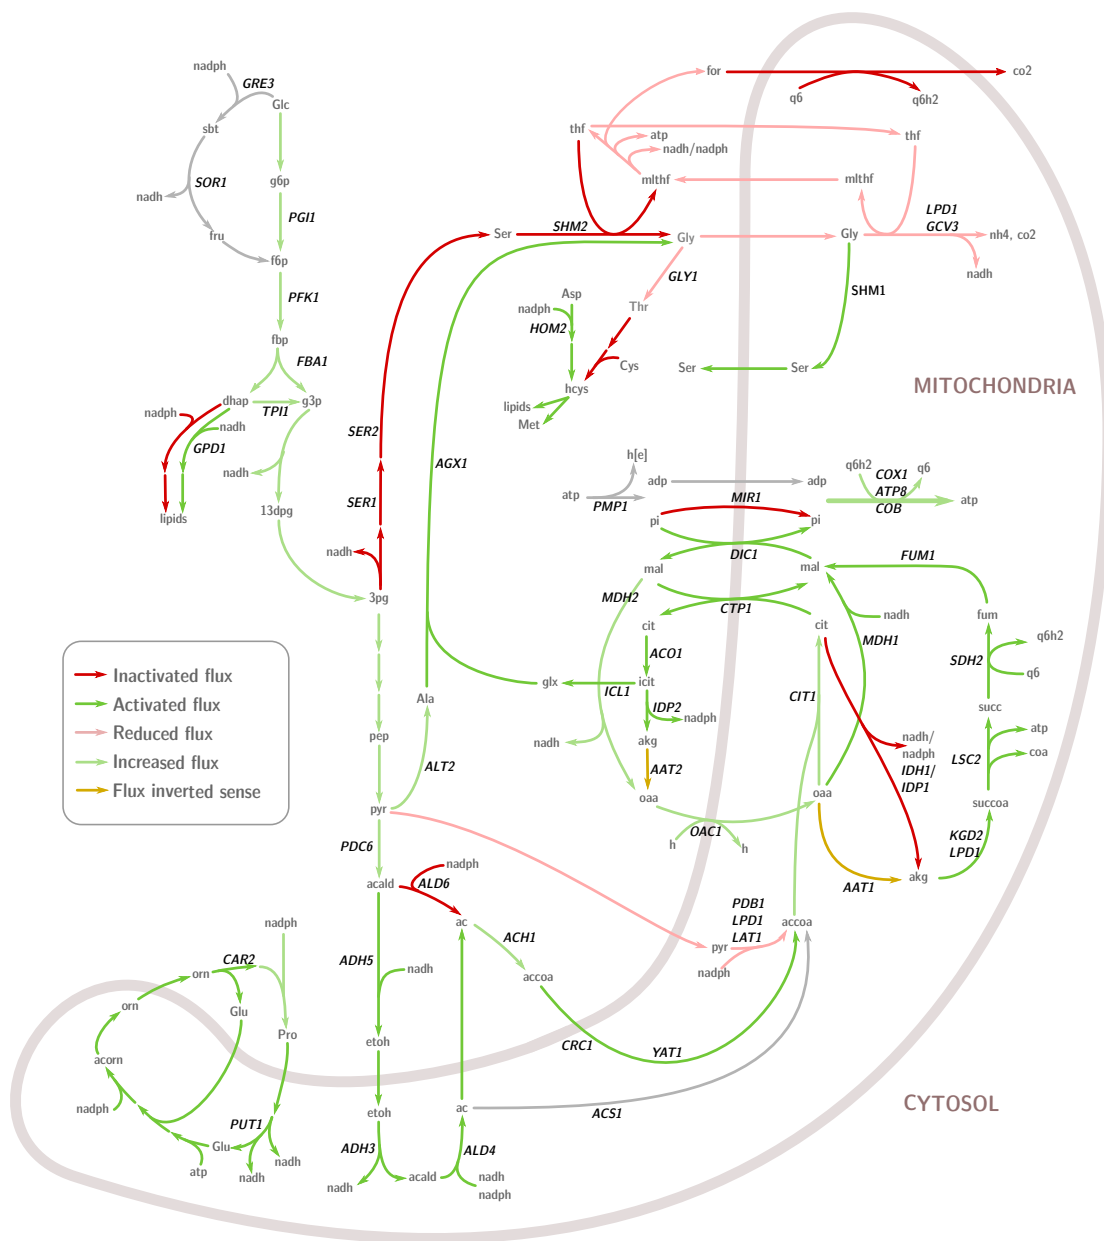 nadph
GRE3
Glc
sbt
g6p
nadh
SOR1
PGI1
fru
f6p
PFK1
fbp
FBA1
dhap
TPI1
g3p
nadph
nadh
GPD1
nadh
lipids
13dpg
nadh
3pg
SER1
SER2
AGX1
for
co2
q6
q6h2
thf
atp
nadh/nadph
thf
mlthf
mlthf
Ser
SHM2
Gly
Gly
LPD1
GCV3
nh4, co2
nadh
GLY1
SHM1
Asp
nadph
HOM2
Thr
Cys
hcys
lipids
Met
Ser
Ser
MITOCHONDRIA
h[e]
adp
adp
atp
PMP1
MIR1
pi
pi
DIC1
q6h2
COX1
q6
ATP8
COB
atp
mal
mal
FUM1
MDH2
CTP1
cit
cit
nadh
fum
MDH1
q6h2
SDH2
q6
ACO1
glx
ICL1
icit
IDP2
nadph
CIT1
succ
akg
nadh
nadh/
nadph
atp
LSC2
coa
AAT2
IDH1/
IDP1
oaa
oaa
succoa
OAC1
h
h
KGD2
LPD1
AAT1
akg
Inactivated flux
Activated flux
Reduced flux
Increased flux
Flux inverted sense
pep
Ala
ALT2
pyr
PDC6
acald
nadph
ALD6
ac
ACH1
accoa
PDB1
LPD1
LAT1
accoa
pyr
nadph
ADH5
nadh
etoh
CRC1
YAT1
nadph
CAR2
orn
orn
Glu
Pro
acorn
nadph
PUT1
Glu
atp
nadh
nadh
etoh
ac
ACS1
CYTOSOL
ADH3
ALD4
nadh
acald
nadh
nadph